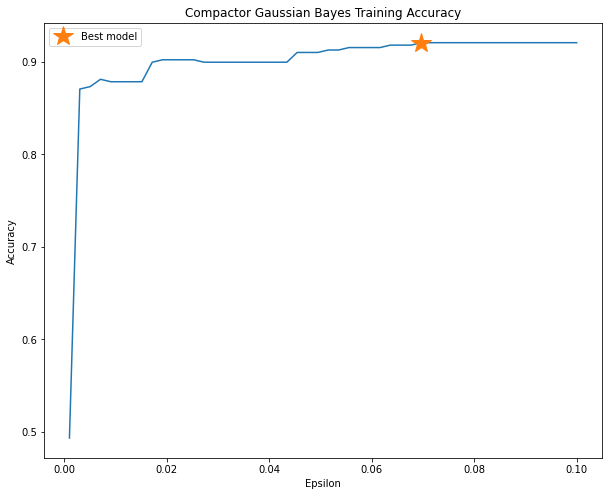 Compactor Gaussian Bayes Training Accuracy
Best model
0.9
0.8
0.7
0.6
0.5
Accuracy
0.00 0.02 0.04 0.06 0.08 0.10
Epsilon